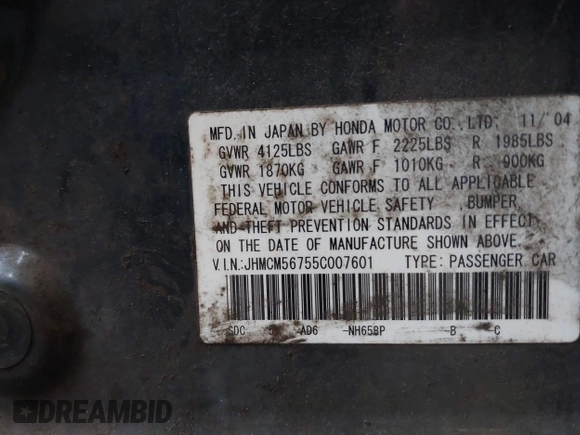 MFD. IN JAPAN BY HONDA MOTOR CO., LTD. 11/'04
GVWR 4125LBS GAWR F 2225LBS R 1985LBS
GVWR 1870KG GAWR F 1010KG R 900KG
THIS VEHICLE CONFORMS TO ALL APPLICABLE
FEDERAL MOTOR VEHICLE SAFETY BUMPER
AND THEFT PREVENTION STANDARDS IN EFFECT
ON THE DATE OF MANUFACTURE SHOWN ABOVE.
V.I.N:JHMCM56755C007601 TYPE: PASSENGER CAR
SDC AD6 -NH658P -B -C
DREAMBID